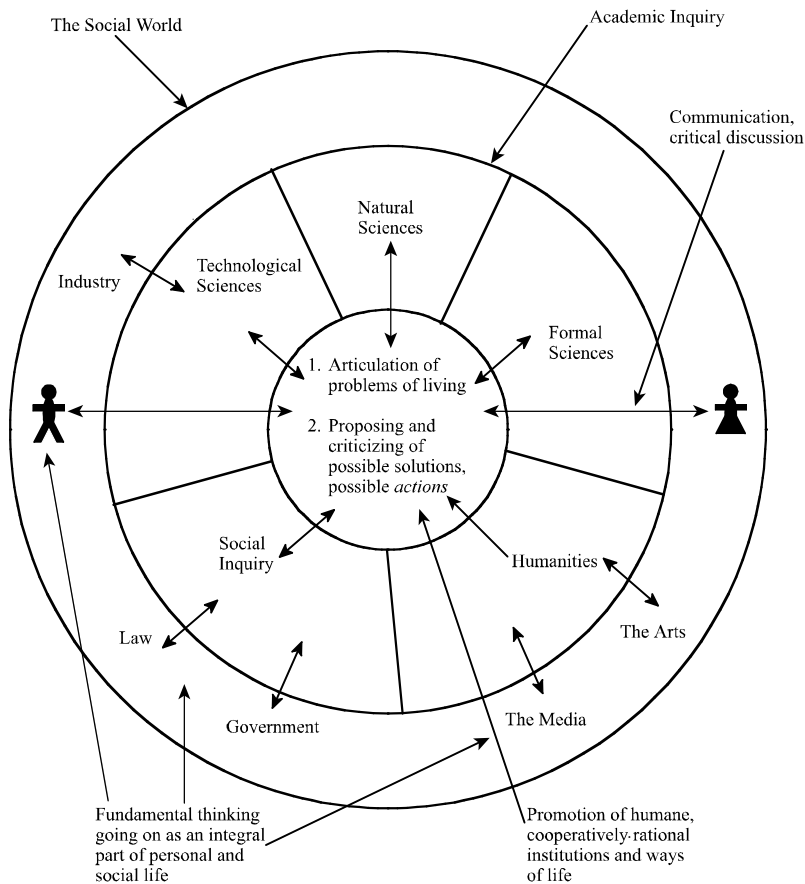 The Social World
Academic Inquiry
Communication,
critical discussion
Natural
Sciences
Technological
Sciences
Industry
Formal
Sciences
1. Articulation of
problems of living
2. Proposing and
criticizing of
possible solutions,
possible actions
Social
Inquiry
Humanities
Law
The Arts
Government
The Media
Fundamental thinking
going on as an integral
part of personal and
social life
Promotion of humane,
cooperatively-rational
institutions and ways
of life